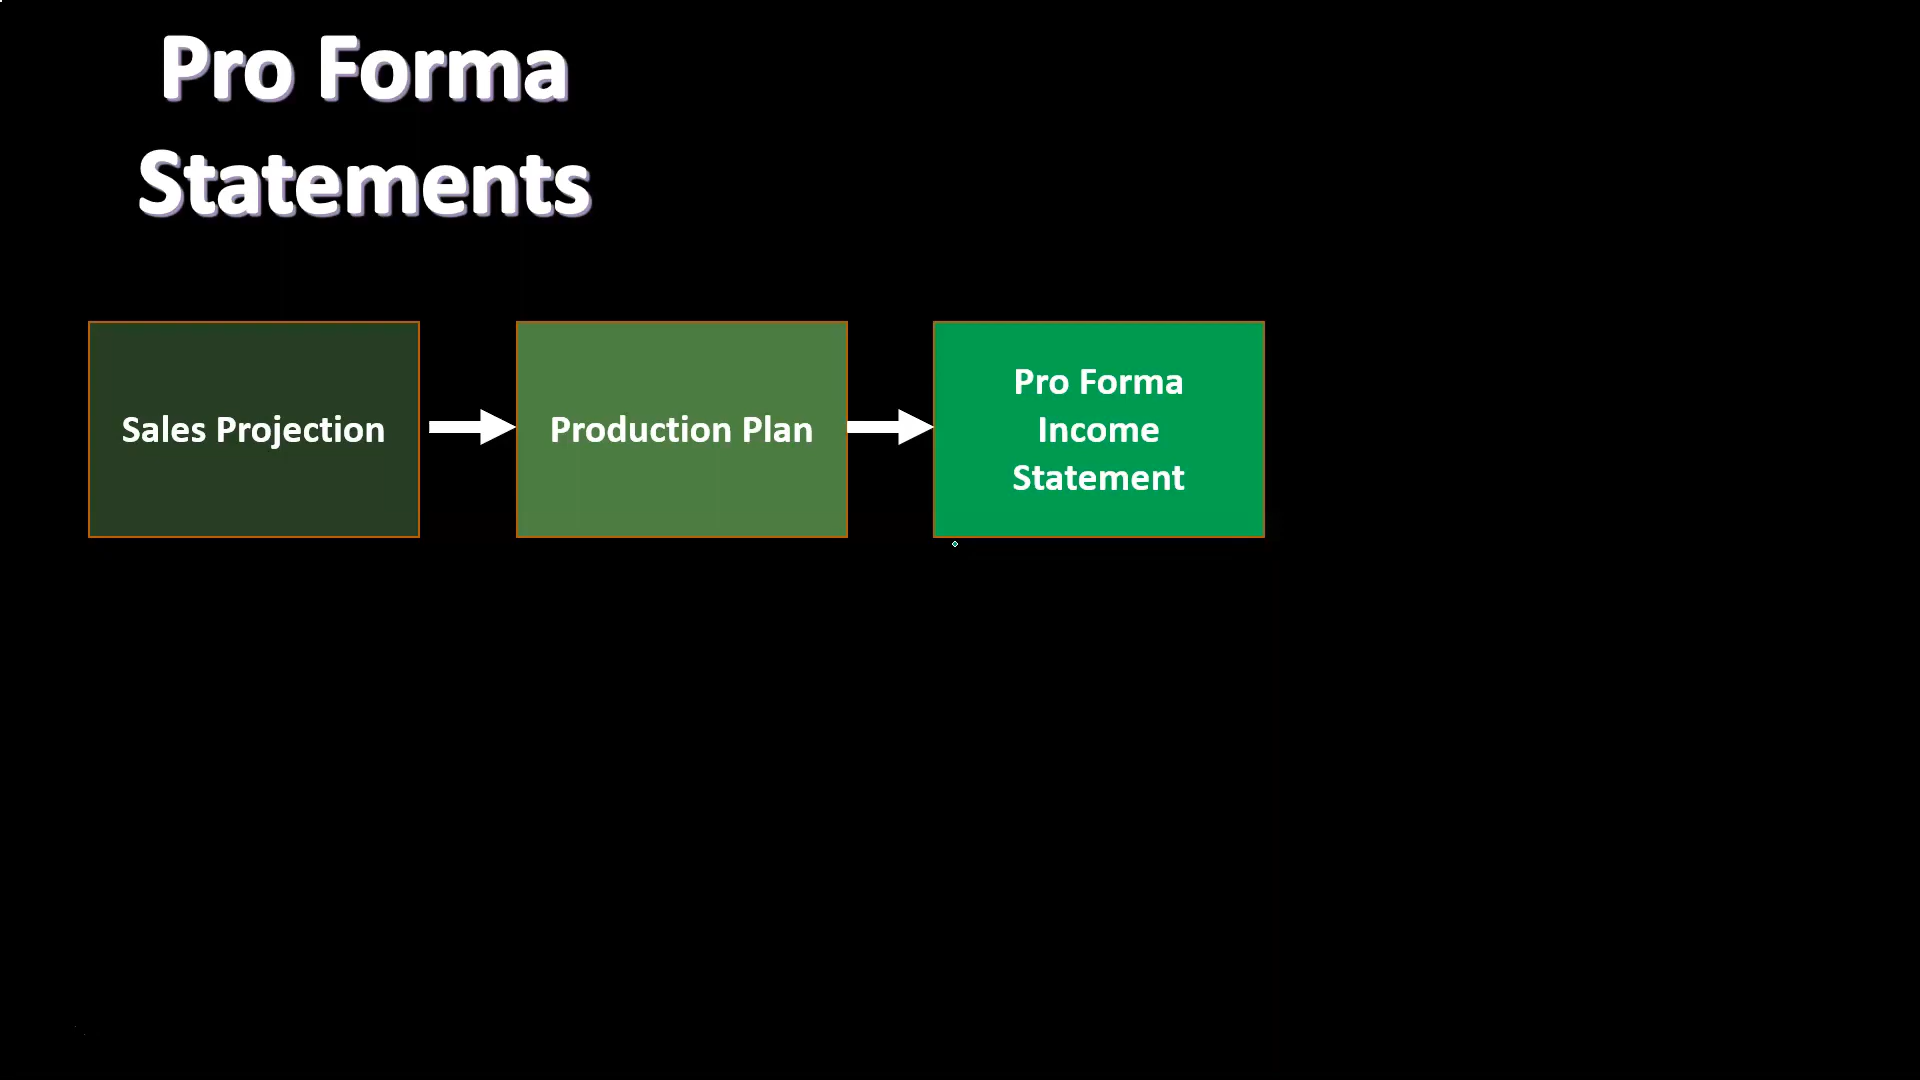 Pro Forma
Statements
Sales Projection
Production Plan
Pro Forma
Income
Statement